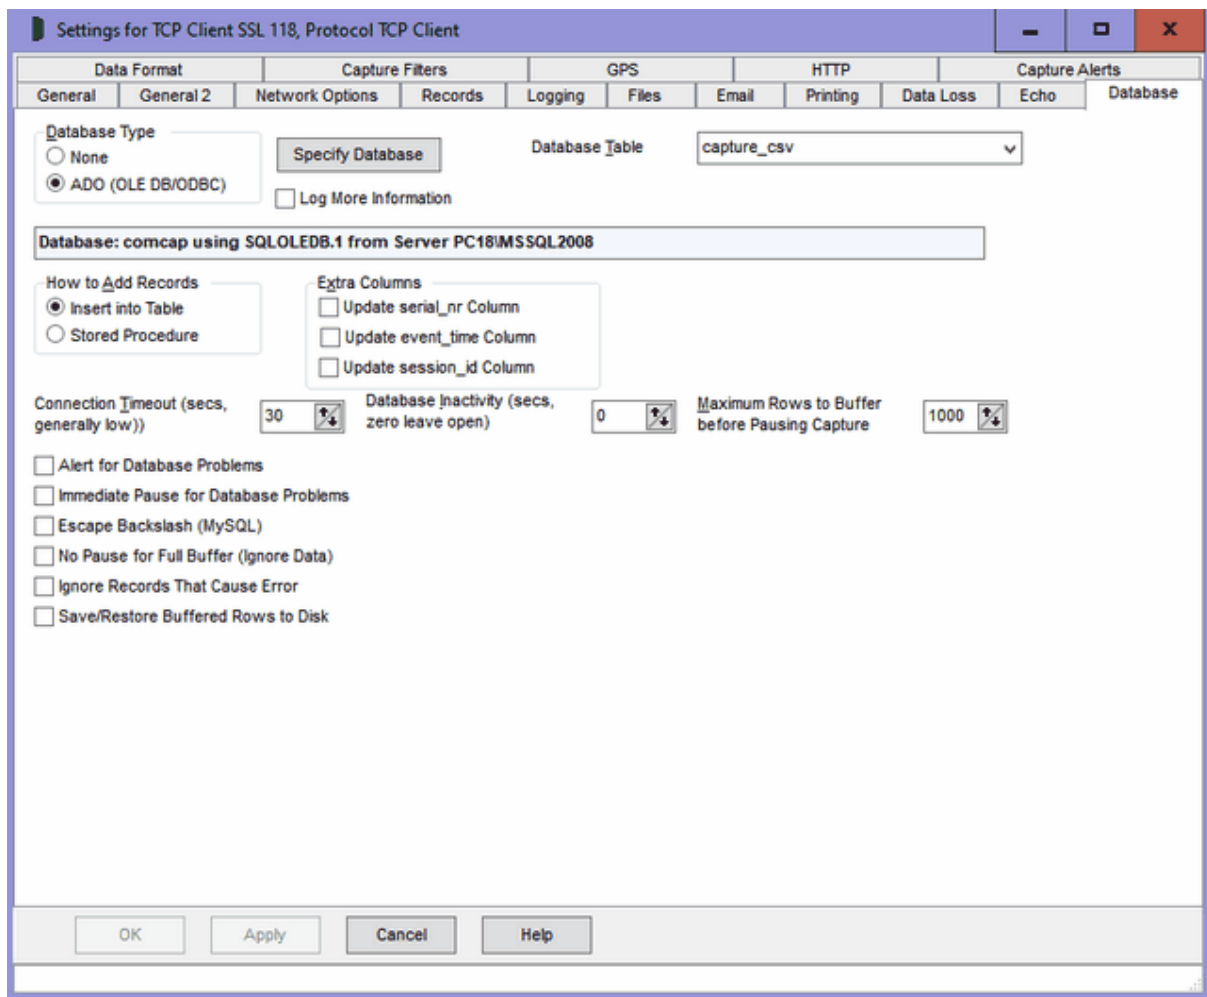 Settings for TCP Client SSL 118, Protocol TCP Client
Data Format Capture Filters GPS HTTP Capture Alerts
General General 2 Network Options Records Logging Files Email Printing Data Loss Echo Database
Database Type
None
ADO (OLE DB/ODBC)
Specify Database
Log More Information
Database Table capture_csv
Database: comcap using SQLOLEDB.1 from Server PC18\MSSQL2008
How to Add Records
Insert into Table
Stored Procedure
Extra Columns
Update serial_nr Column
Update event_time Column
Update session_id Column
Connection Timeout (secs,
generally low))
30
Database Inactivity (secs,
zero leave open)
0
Maximum Rows to Buffer
before Pausing Capture
1000
Alert for Database Problems
Immediate Pause for Database Problems
Escape Backslash (MySQL)
No Pause for Full Buffer (Ignore Data)
Ignore Records That Cause Error
Save/Restore Buffered Rows to Disk
OK Apply Cancel Help